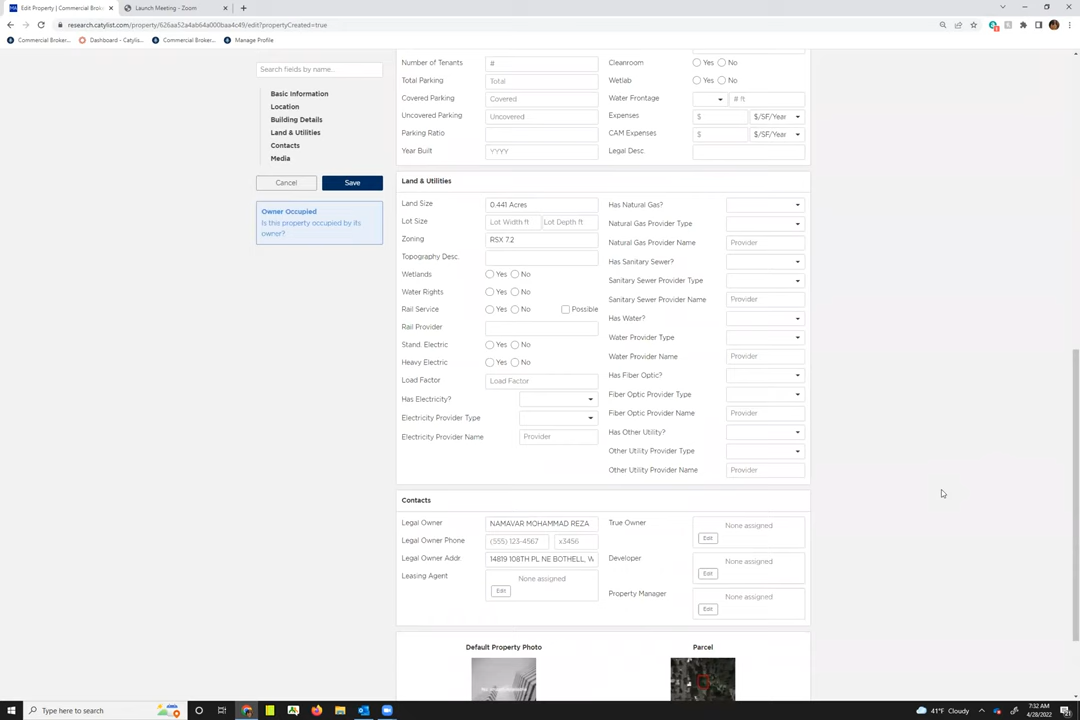 Edit Property | Commercial Brok
Launch Meeting - Zoom
research.catylist.com/property/626aa52a4ab64a000baa4c49/edit?propertyCreated=true
Commercial Broker...
Dashboard - Catylis...
Commercial Broker...
Manage Profile
Search fields by name...
Basic Information
Location
Building Details
Land & Utilities
Contacts
Media
Cancel
Save
Owner Occupied
Is this property occupied by its
owner?
Number of Tenants #
Total Parking Total
Covered Parking Covered
Uncovered Parking Uncovered
Parking Ratio
Year Built YYYY
Cleanroom Yes No
Wetlab Yes No
Water Frontage # ft
Expenses $ $/SF/Year
CAM Expenses $ $/SF/Year
Legal Desc.
Land & Utilities
Land Size 0.441 Acres
Lot Size Lot Width ft Lot Depth ft
Zoning RSX 7.2
Topography Desc.
Wetlands Yes No
Water Rights Yes No
Rail Service Yes No Possible
Rail Provider
Stand. Electric Yes No
Heavy Electric Yes No
Load Factor Load Factor
Has Electricity?
Electricity Provider Type
Electricity Provider Name Provider
Has Natural Gas?
Natural Gas Provider Type
Natural Gas Provider Name Provider
Has Sanitary Sewer?
Sanitary Sewer Provider Type
Sanitary Sewer Provider Name Provider
Has Water?
Water Provider Type
Water Provider Name Provider
Has Fiber Optic?
Fiber Optic Provider Type
Fiber Optic Provider Name Provider
Has Other Utility?
Other Utility Provider Type
Other Utility Provider Name Provider
Contacts
Legal Owner NAMAVAR MOHAMMAD REZA
Legal Owner Phone (555) 123-4567 x3456
Legal Owner Addr. 14819 108TH PL NE BOTHELL, W
Leasing Agent None assigned
Edit
True Owner None assigned
Edit
Developer None assigned
Edit
Property Manager None assigned
Edit
Default Property Photo
Parcel
Type here to search
41°F Cloudy
7:32 AM
4/28/2022